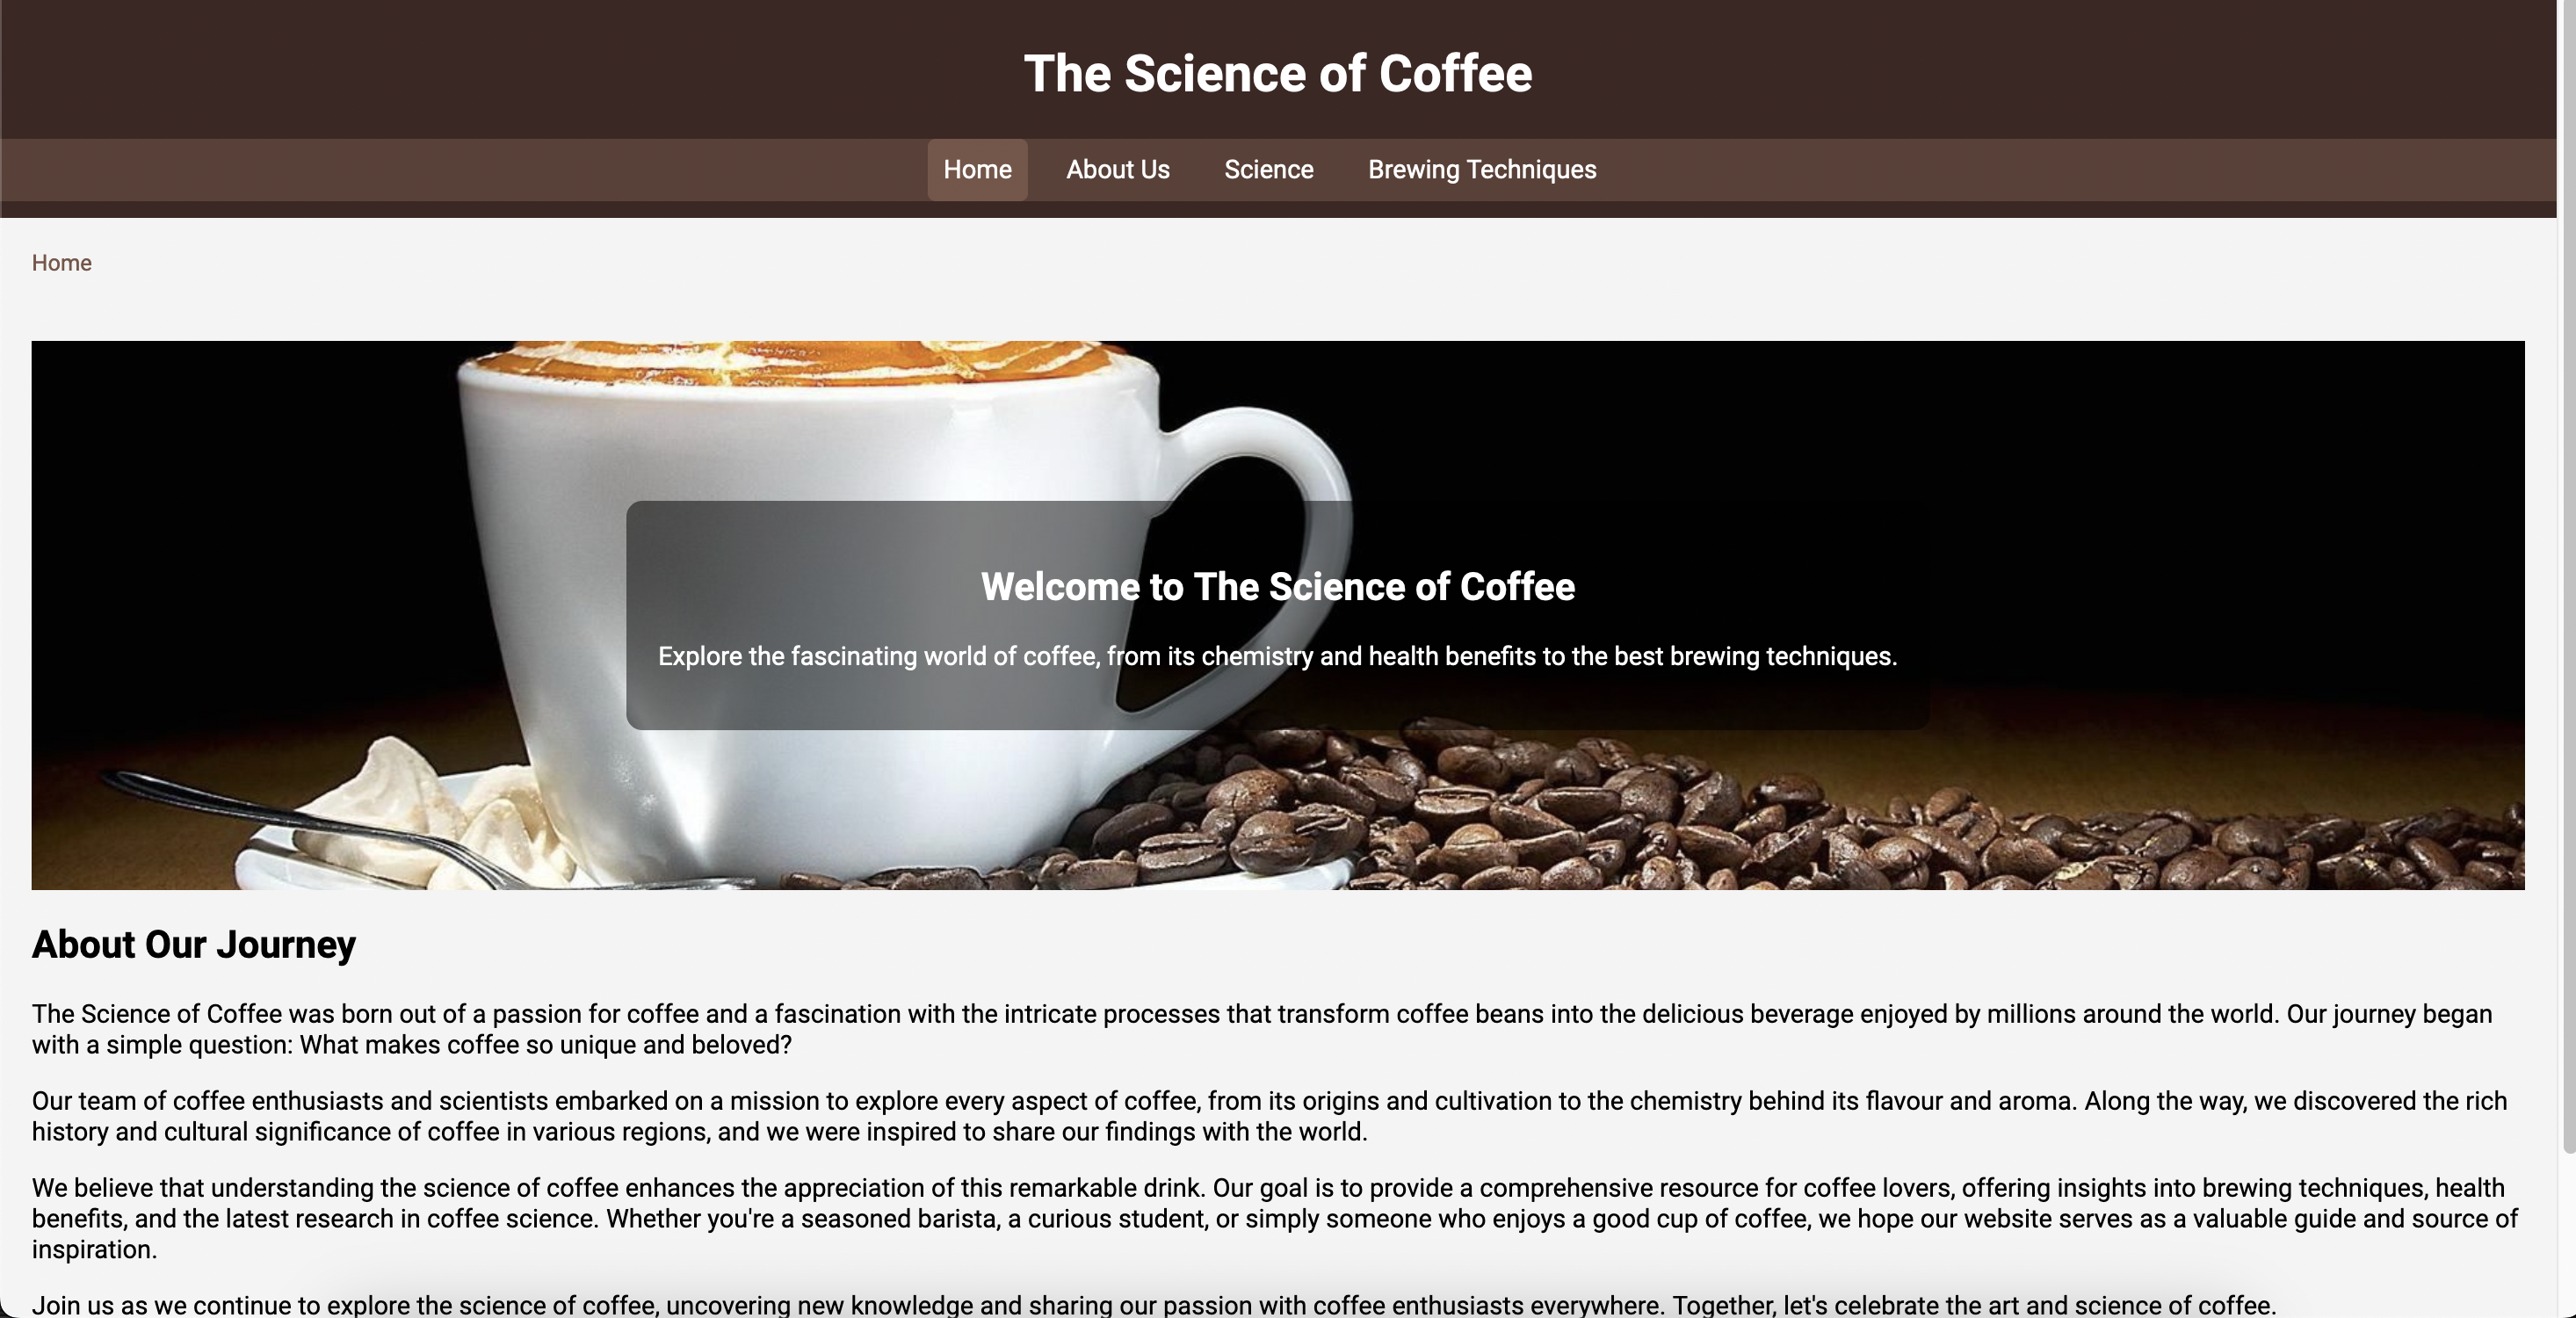 The Science of Coffee
Home About Us Science Brewing Techniques
Home
Welcome to The Science of Coffee
Explore the fascinating world of coffee, from its chemistry and health benefits to the best brewing techniques.
About Our Journey
The Science of Coffee was born out of a passion for coffee and a fascination with the intricate processes that transform coffee beans into the delicious beverage enjoyed by millions around the world. Our journey began
with a simple question: What makes coffee so unique and beloved?
Our team of coffee enthusiasts and scientists embarked on a mission to explore every aspect of coffee, from its origins and cultivation to the chemistry behind its flavour and aroma. Along the way, we discovered the rich
history and cultural significance of coffee in various regions, and we were inspired to share our findings with the world.
We believe that understanding the science of coffee enhances the appreciation of this remarkable drink. Our goal is to provide a comprehensive resource for coffee lovers, offering insights into brewing techniques, health
benefits, and the latest research in coffee science. Whether you're a seasoned barista, a curious student, or simply someone who enjoys a good cup of coffee, we hope our website serves as a valuable guide and source of
inspiration.
Join us as we continue to explore the science of coffee, uncovering new knowledge and sharing our passion with coffee enthusiasts everywhere. Together, let's celebrate the art and science of coffee.